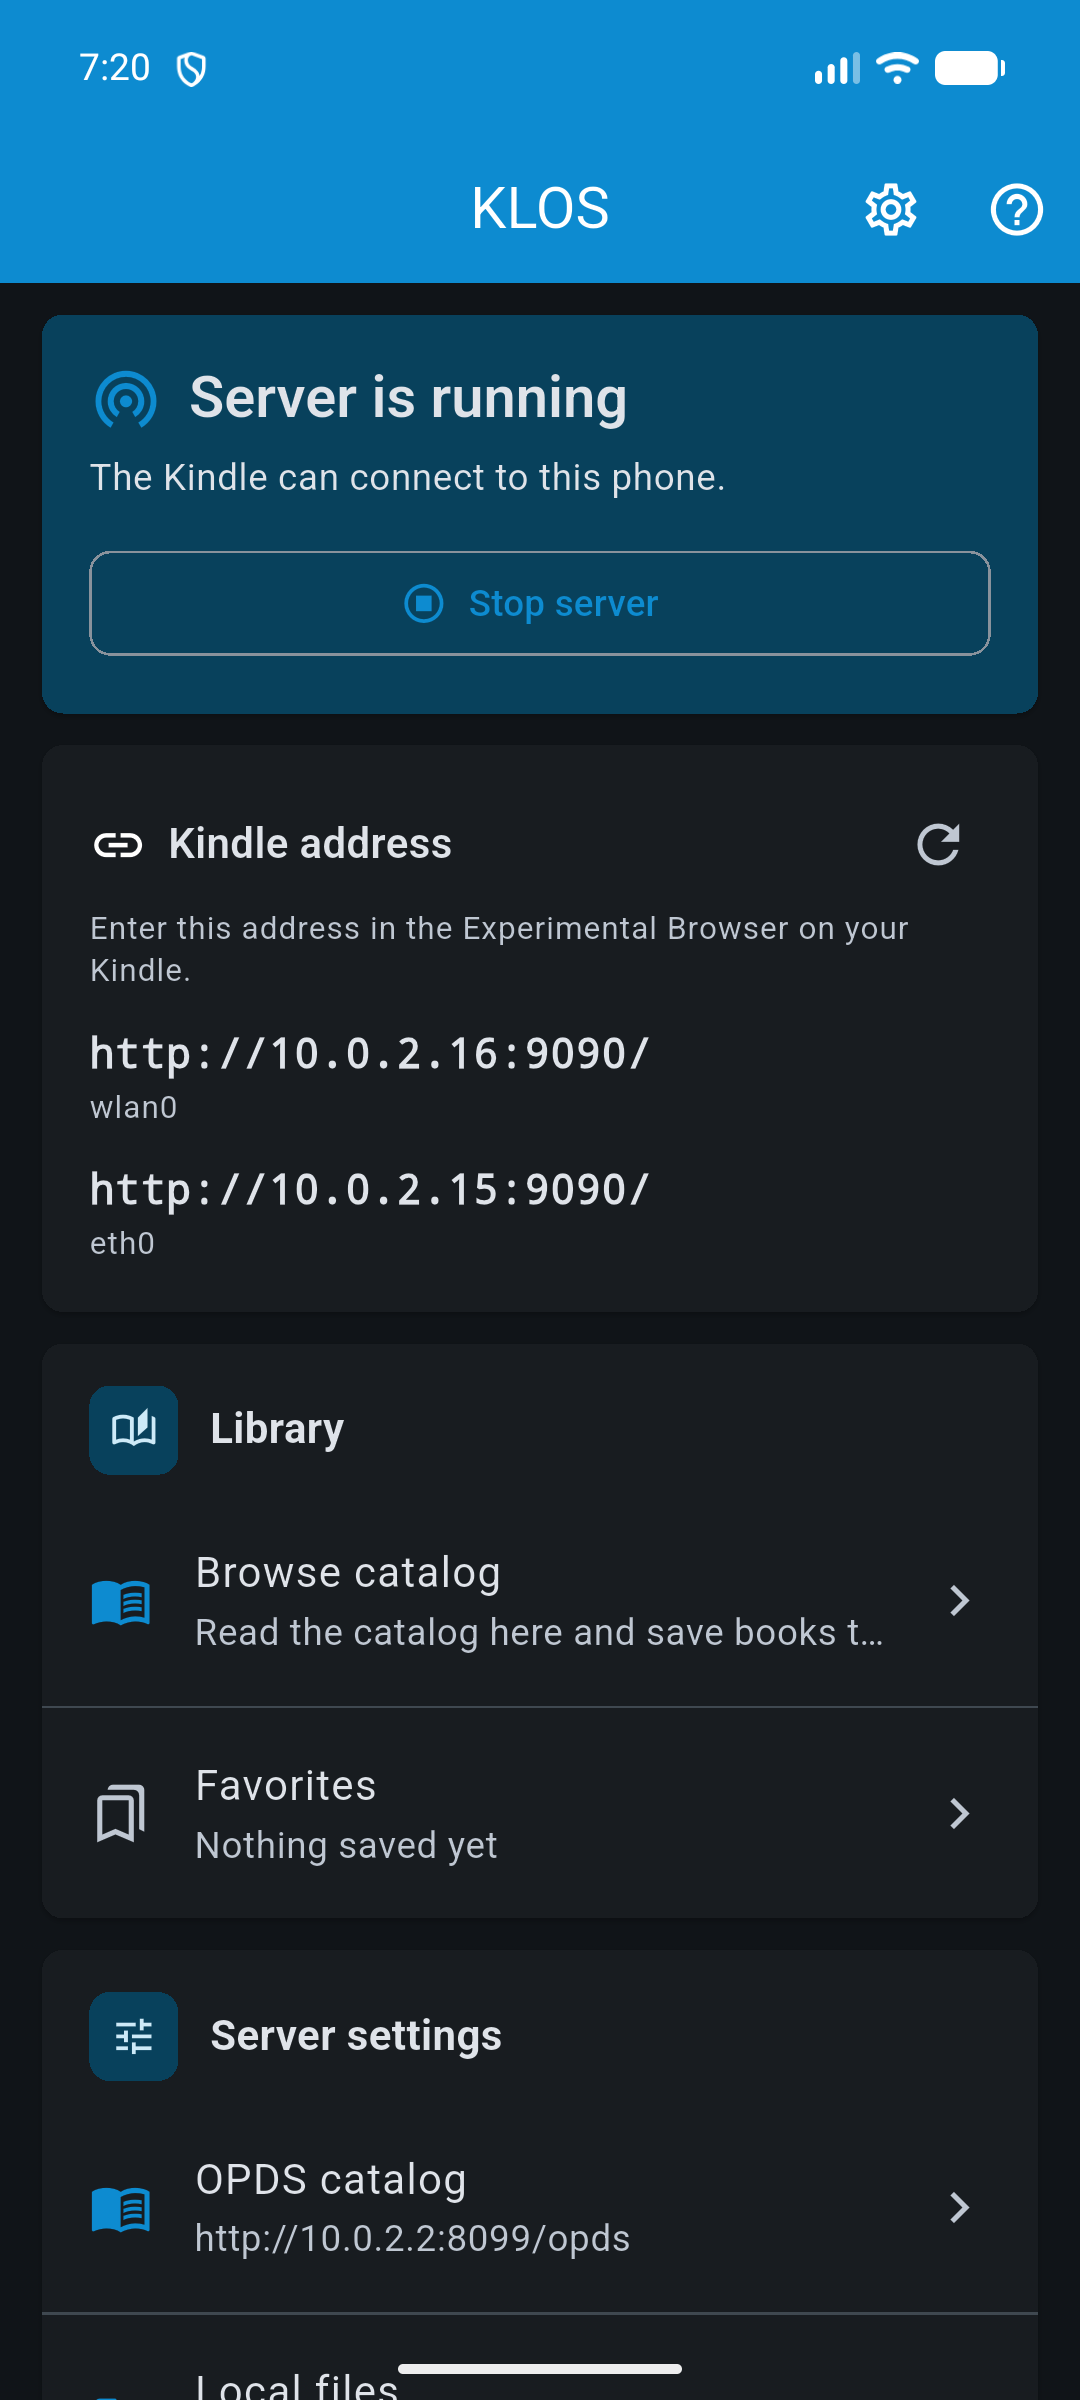 7:20
KLOS
Server is running
The Kindle can connect to this phone.
Stop server
Kindle address
Enter this address in the Experimental Browser on your
Kindle.
http://10.0.2.16:9090/
wlan0
http://10.0.2.15:9090/
eth0
Library
Browse catalog
Read the catalog here and save books t…
Favorites
Nothing saved yet
Server settings
OPDS catalog
http://10.0.2.2:8099/opds
Local files